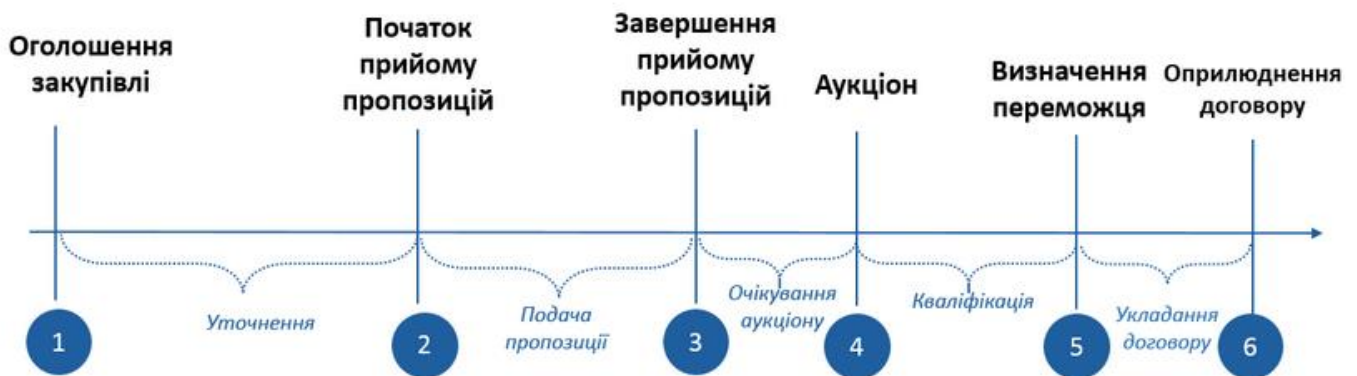 Оголошення
закупівлі
Початок
прийому
пропозицій
Завершення
прийому
пропозицій
Аукціон
Визначення
переможця
Оприлюднення
договору
Уточнення
Подача
пропозиції
Очікування
аукціону
Кваліфікація
Укладання
договору
1
2
3
4
5
6